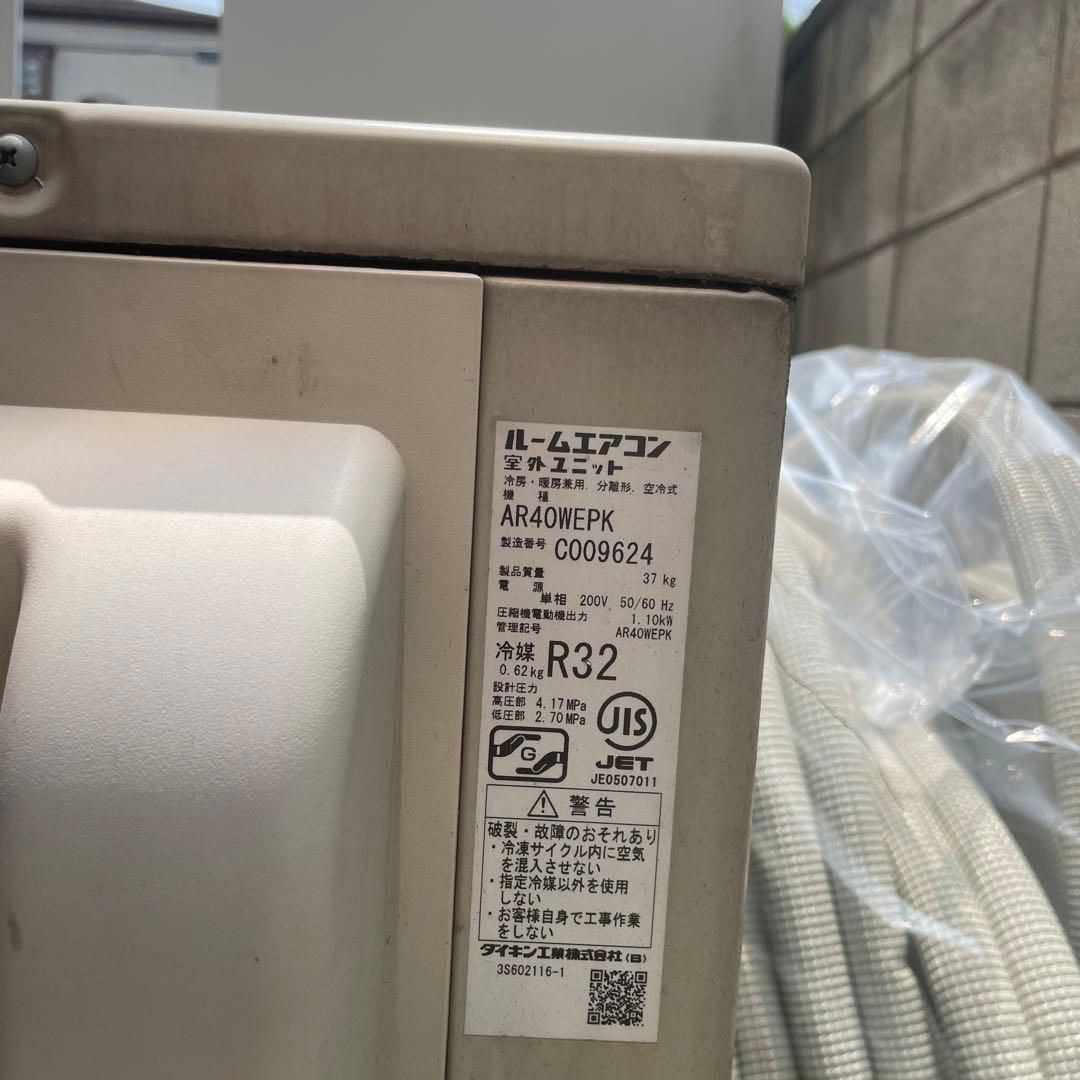 ルームエアコン
室外ユニット
冷房・暖房兼用. 分離形. 空冷式
機 種
AR40WEPK
製造番号 C009624
製品質量 37 kg
電 源
単相 200V 50/60 Hz
圧縮機電動機出力 1.10kW
管理記号 AR40WEPK
冷媒 R32
0.62kg
設計圧力
高圧部 4.17MPa
低圧部 2.70MPa
JIS
G
JET
JE0507011
警告
破裂・故障のおそれあり
・冷凍サイクル内に空気
を混入させない
・指定冷媒以外を使用
しない
・お客様自身で工事作業
をしない
ダイキン工業株式会社(B)
3S602116-1